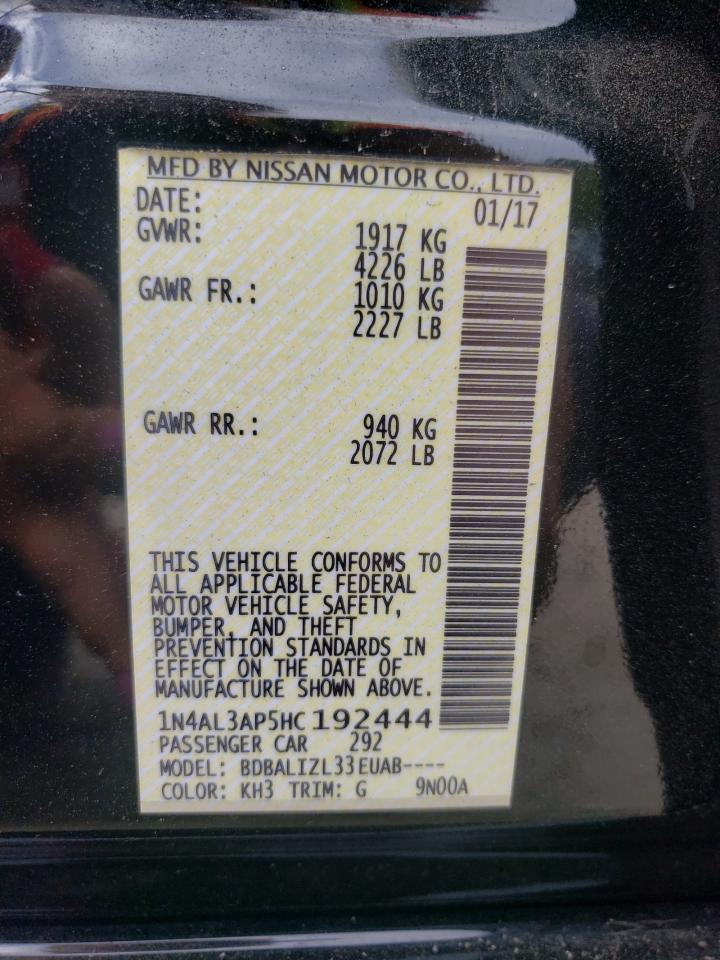 MFD BY NISSAN MOTOR CO., LTD.
DATE: 01/17
GVWR: 1917 KG
4226 LB
GAWR FR.: 1010 KG
2227 LB
GAWR RR.: 940 KG
2072 LB
THIS VEHICLE CONFORMS TO
ALL APPLICABLE FEDERAL
MOTOR VEHICLE SAFETY,
BUMPER, AND THEFT
PREVENTION STANDARDS IN
EFFECT ON THE DATE OF
MANUFACTURE SHOWN ABOVE.
1N4AL3AP5HC192444
PASSENGER CAR 292
MODEL: BDBALIZL33EUAB----
COLOR: KH3 TRIM: G 9N00A